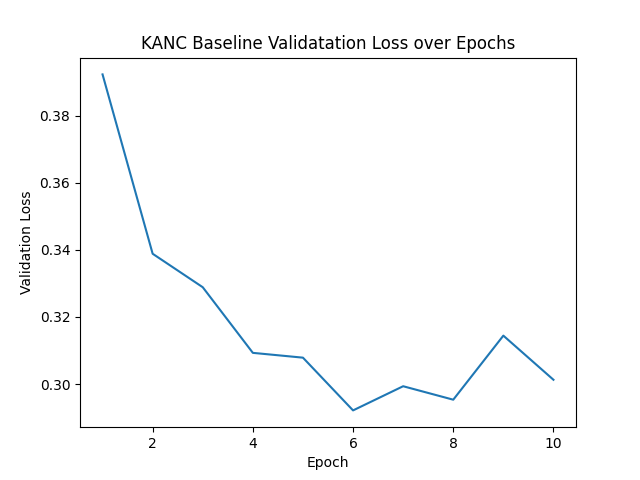 KANC Baseline Validatation Loss over Epochs
0.38
0.36
0.34
0.32
0.30
Validation Loss
2 4 6 8 10
Epoch